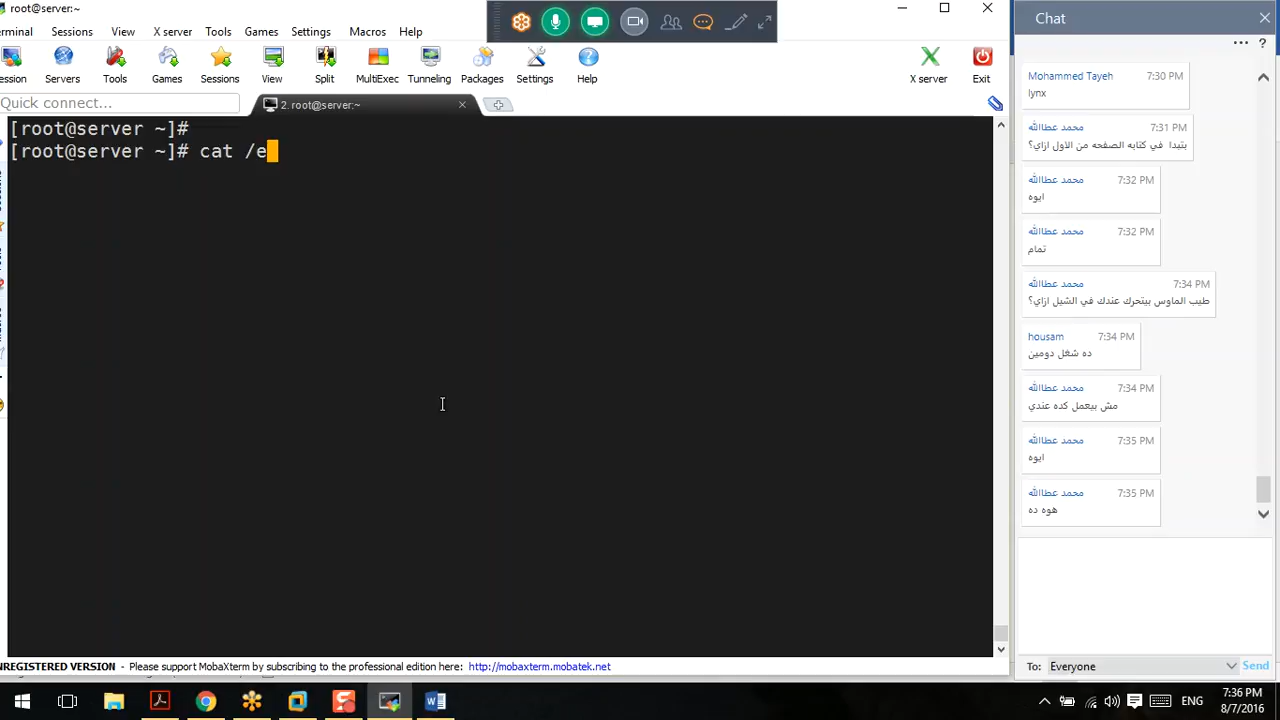 root@server:~
Terminal Sessions View X server Tools Games Settings Macros Help
Session Servers Tools Games Sessions View Split MultiExec Tunneling Packages Settings Help X server Exit
Quick connect...
2. root@server:~
[root@server ~]#
[root@server ~]# cat /e
UNREGISTERED VERSION - Please support MobaXterm by subscribing to the professional edition here: http://mobaxterm.mobatek.net
Chat
Mohammed Tayeh 7:30 PM
lynx
محمد عطاالله 7:31 PM
بتبدا في كتابه الصفحه من الاول ازاي؟
محمد عطاالله 7:32 PM
ايوه
محمد عطاالله 7:32 PM
تمام
محمد عطاالله 7:34 PM
طيب الماوس بيتحرك عندك في الشيل ازاي؟
housam 7:34 PM
ده شغل دومين
محمد عطاالله 7:34 PM
مش بيعمل كده عندي
محمد عطاالله 7:35 PM
ايوه
محمد عطاالله 7:35 PM
هوه ده
To: Everyone Send
ENG
7:36 PM
8/7/2016